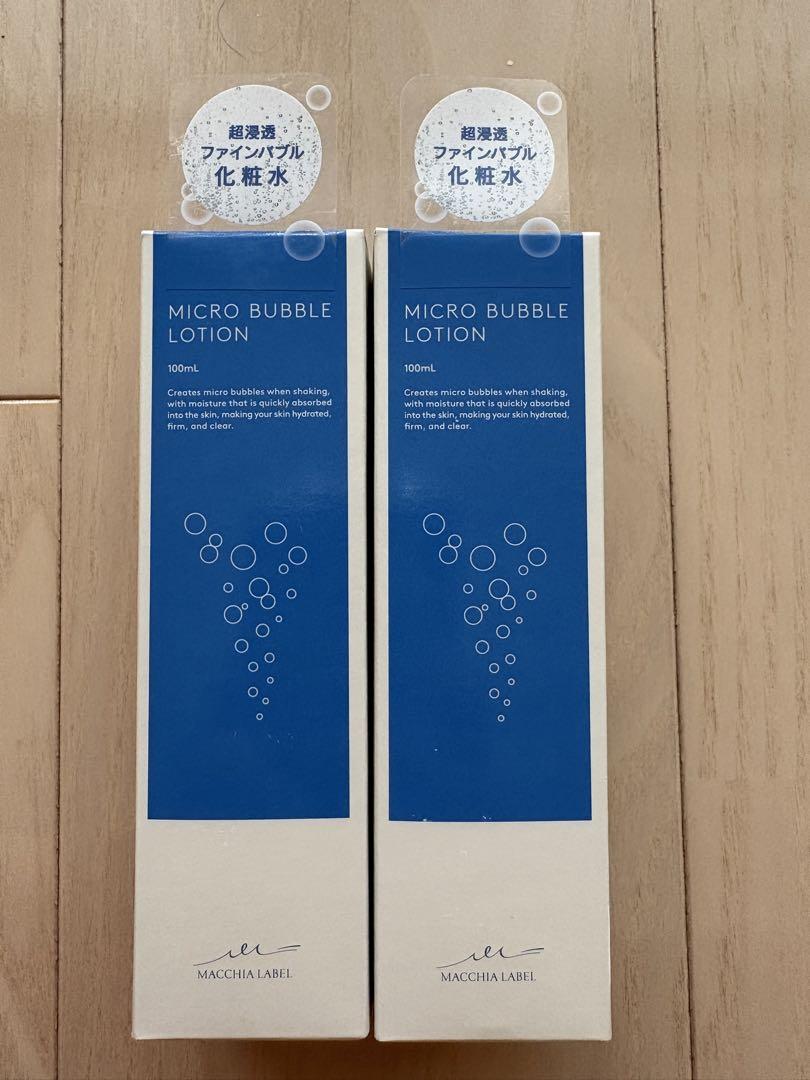 超浸透
ファインバブル
化粧水
MICRO BUBBLE
LOTION
100mL
Creates micro bubbles when shaking,
with moisture that is quickly absorbed
into the skin, making your skin hydrated,
firm, and clear.
MACCHIA LABEL
超浸透
ファインバブル
化粧水
MICRO BUBBLE
LOTION
100mL
Creates micro bubbles when shaking,
with moisture that is quickly absorbed
into the skin, making your skin hydrated,
firm, and clear.
MACCHIA LABEL